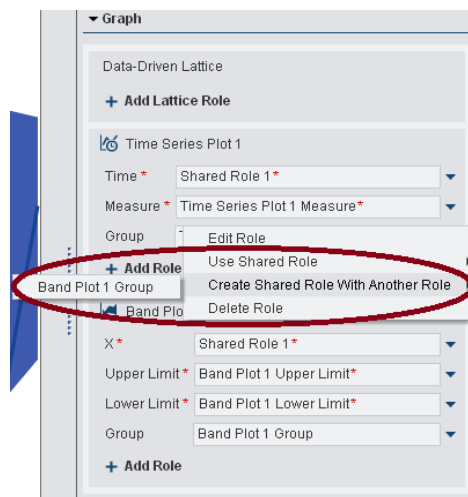 Graph
Data-Driven Lattice
+ Add Lattice Role
Time Series Plot 1
Time * Shared Role 1*
Measure * Time Series Plot 1 Measure*
Group
Edit Role
Use Shared Role
+ Add Role
Create Shared Role With Another Role
Band Plot 1 Group
Delete Role
Band Plo
X * Shared Role 1*
Upper Limit * Band Plot 1 Upper Limit*
Lower Limit * Band Plot 1 Lower Limit*
Group Band Plot 1 Group
+ Add Role